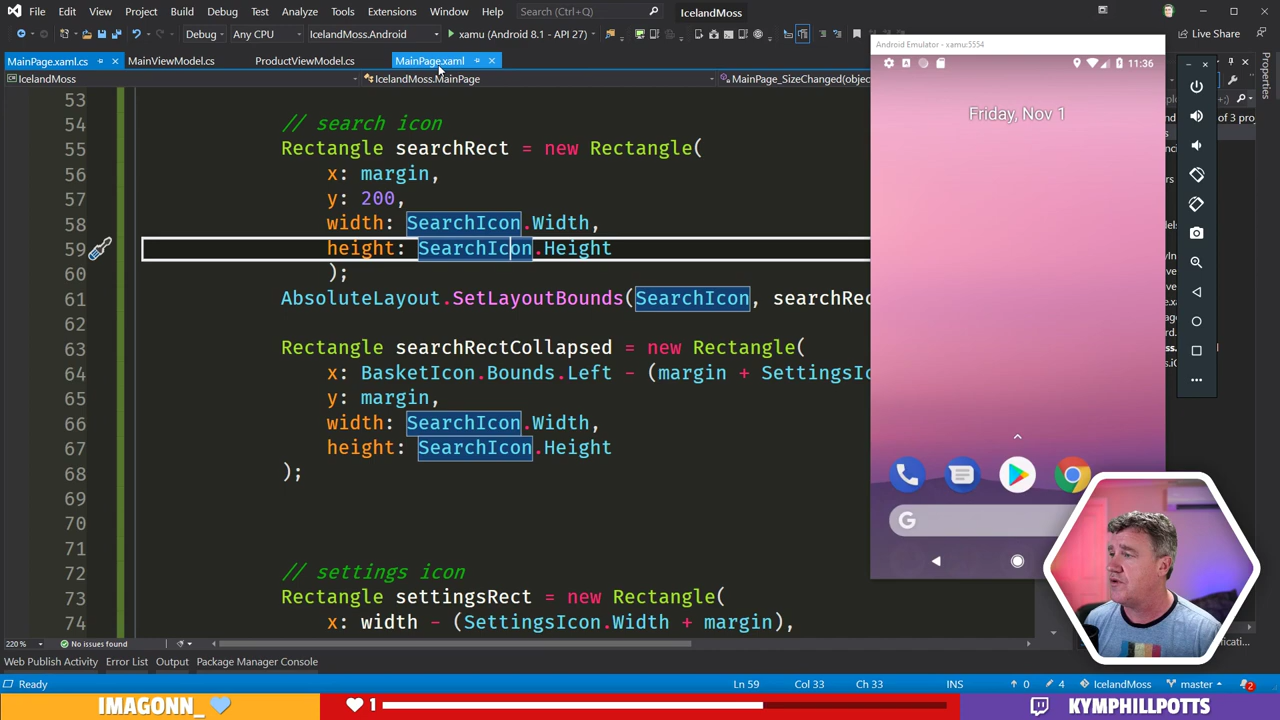 File Edit View Project Build Debug Test Analyze Tools Extensions Window Help Search (Ctrl+Q) IcelandMoss
Debug Any CPU IcelandMoss.Android xamu (Android 8.1 - API 27) Live Share
MainPage.xaml.cs MainViewModel.cs ProductViewModel.cs MainPage.xaml
IcelandMoss IcelandMoss.MainPage MainPage_SizeChanged(objec
Android Emulator - xamu:5554
11:36
Friday, Nov 1
Properties
of 3 proj
53
54 // search icon
55 Rectangle searchRect = new Rectangle(
56 x: margin,
57 y: 200,
58 width: SearchIcon.Width,
59 height: SearchIcon.Height
60 );
61 AbsoluteLayout.SetLayoutBounds(SearchIcon, searchRec
62
63 Rectangle searchRectCollapsed = new Rectangle(
64 x: BasketIcon.Bounds.Left - (margin + SettingsIc
65 y: margin,
66 width: SearchIcon.Width,
67 height: SearchIcon.Height
68 );
69
70
71
72 // settings icon
73 Rectangle settingsRect = new Rectangle(
74 x: width - (SettingsIcon.Width + margin),
G
220 % No issues found
Web Publish Activity Error List Output Package Manager Console
Ready Ln 59 Col 33 Ch 33 INS 0 4 IcelandMoss master 2
IMAGONN_ 1 KYMPHILLPOTTS